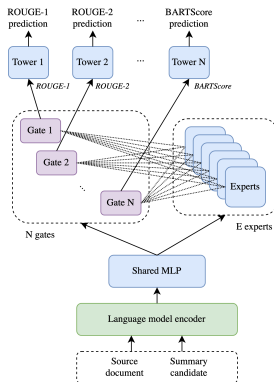 ROUGE-1 ROUGE-2 ... BARTScore
prediction prediction prediction
Tower 1 Tower 2 Tower N
ROUGE-1 ROUGE-2 BARTScore
Gate 1
Gate 2
...
Gate N
Experts
N gates
E experts
Shared MLP
Language model encoder
Source Summary
document candidate